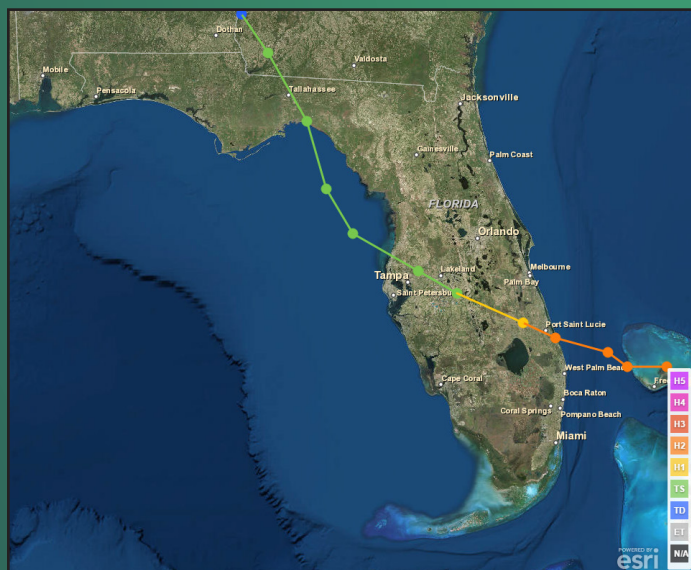 Dothan
Mobile
Valdosta
Pensacola
Tallahassee
Jacksonville
Gainesville
Palm Coast
FLORIDA
Orlando
Tampa
Lakeland
Melbourne
Palm Bay
Saint Petersbu
Port Saint Lucie
West Palm Bea
Cape Coral
Boca Raton
Coral Springs
Pompano Beach
Miami
Free
H5
H4
H3
H2
H1
TS
TD
ET
N/A
POWERED BY
esri